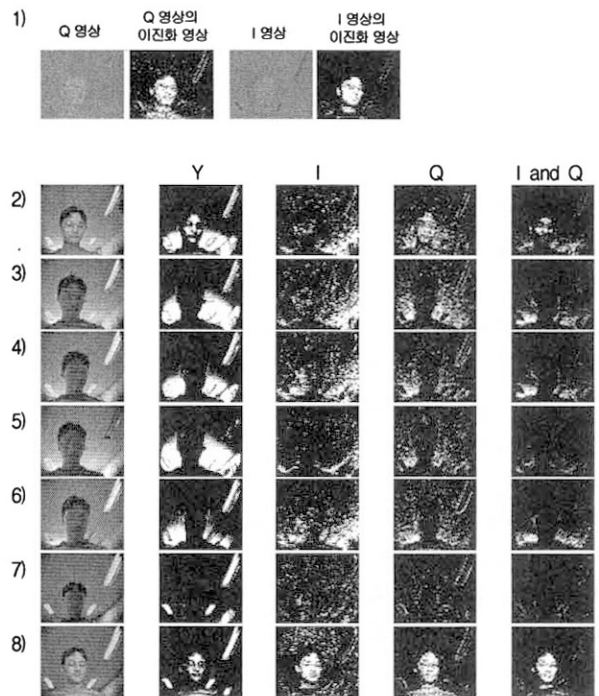 1)
Q 영상
Q 영상의
이진화 영상
I 영상
I 영상의
이진화 영상
Y I Q I and Q
2)
3)
4)
5)
6)
7)
8)